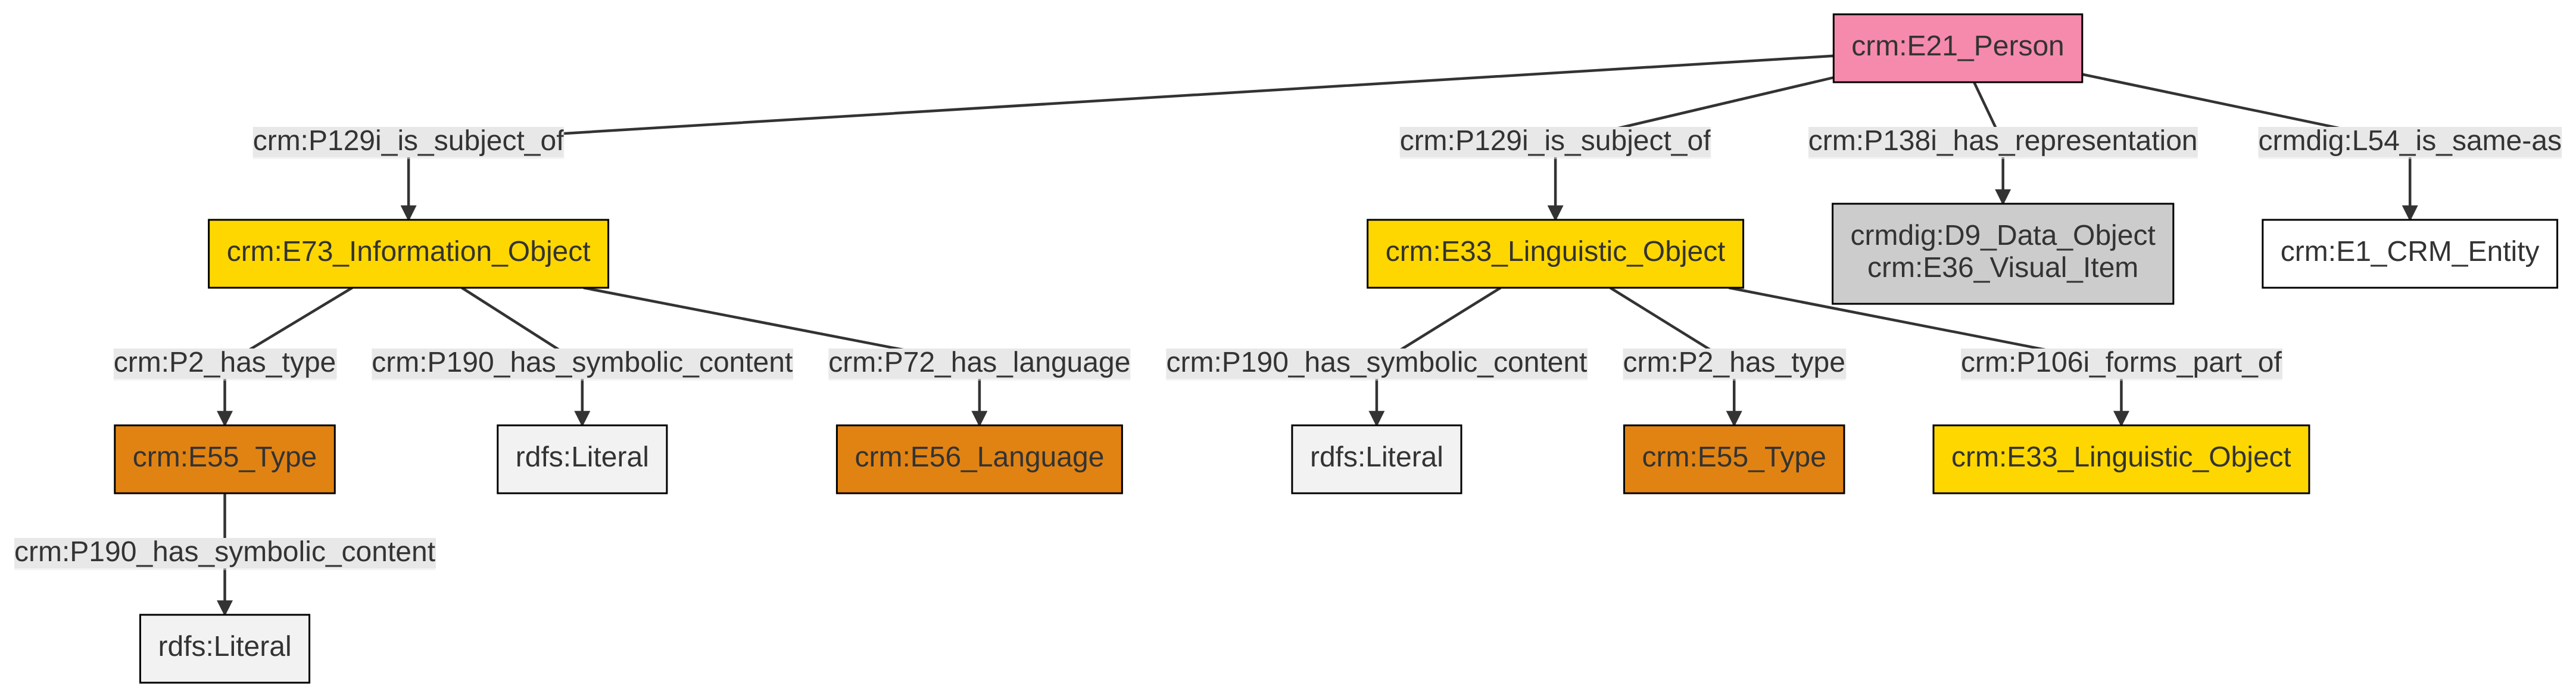 crm:E21_Person
crm:P129i_is_subject_of
crm:P129i_is_subject_of
crm:P138i_has_representation
crmdig:L54_is_same-as
crm:E73_Information_Object
crm:E33_Linguistic_Object
crmdig:D9_Data_Object
crm:E36_Visual_Item
crm:E1_CRM_Entity
crm:P2_has_type
crm:P190_has_symbolic_content
crm:P72_has_language
crm:P190_has_symbolic_content
crm:P2_has_type
crm:P106i_forms_part_of
crm:E55_Type
rdfs:Literal
crm:E56_Language
rdfs:Literal
crm:E55_Type
crm:E33_Linguistic_Object
crm:P190_has_symbolic_content
rdfs:Literal